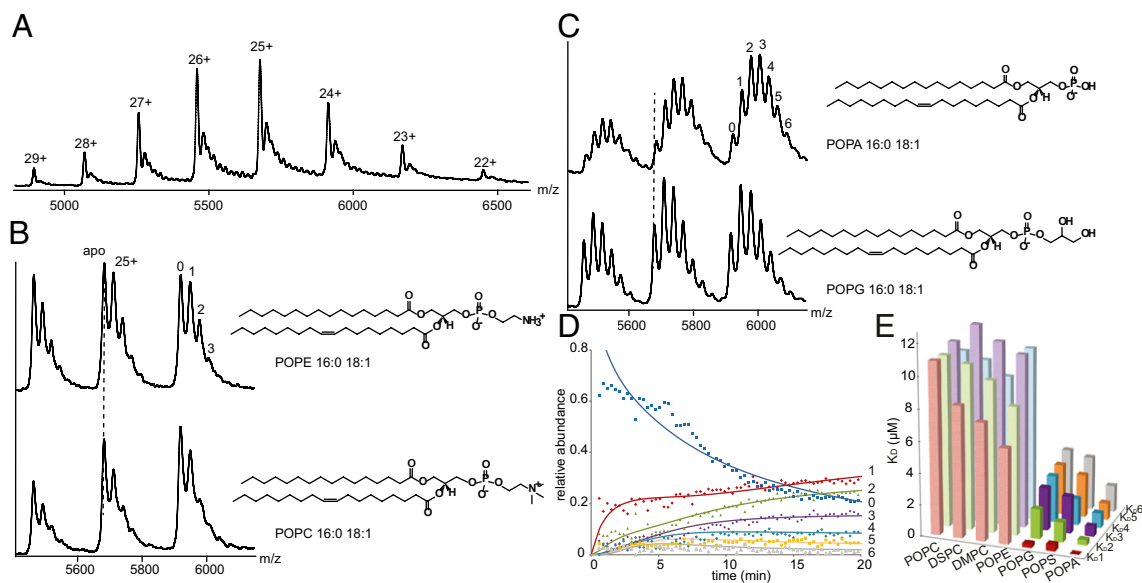 A
29+
28+
27+
26+
25+
24+
23+
22+
5000
5500
6000
6500
m/z
B
apo
25+
0
1
2
3
O
O
O
O
H
O
P
O
O-
O
NH3+
POPE 16:0 18:1
O
O
O
O
H
O
P
O
O-
O
N+
POPC 16:0 18:1
5600
5800
6000
m/z
C
0
1
2
3
4
5
6
O
O
O
O
H
O
P
O
O-
OH
POPA 16:0 18:1
O
O
O
O
H
O
P
O
O-
O
OH
OH
POPG 16:0 18:1
5600
5800
6000
m/z
D
relative abundance
0.8
0.6
0.4
0.2
0
0
5
10
15
20
time (min)
1
2
0
3
4
5
6
E
KD (µM)
12
10
8
6
4
2
0
POPC
DSPC
DMPC
POPE
POPG
POPS
POPA
KD6
KD5
KD4
KD3
KD2
KD1